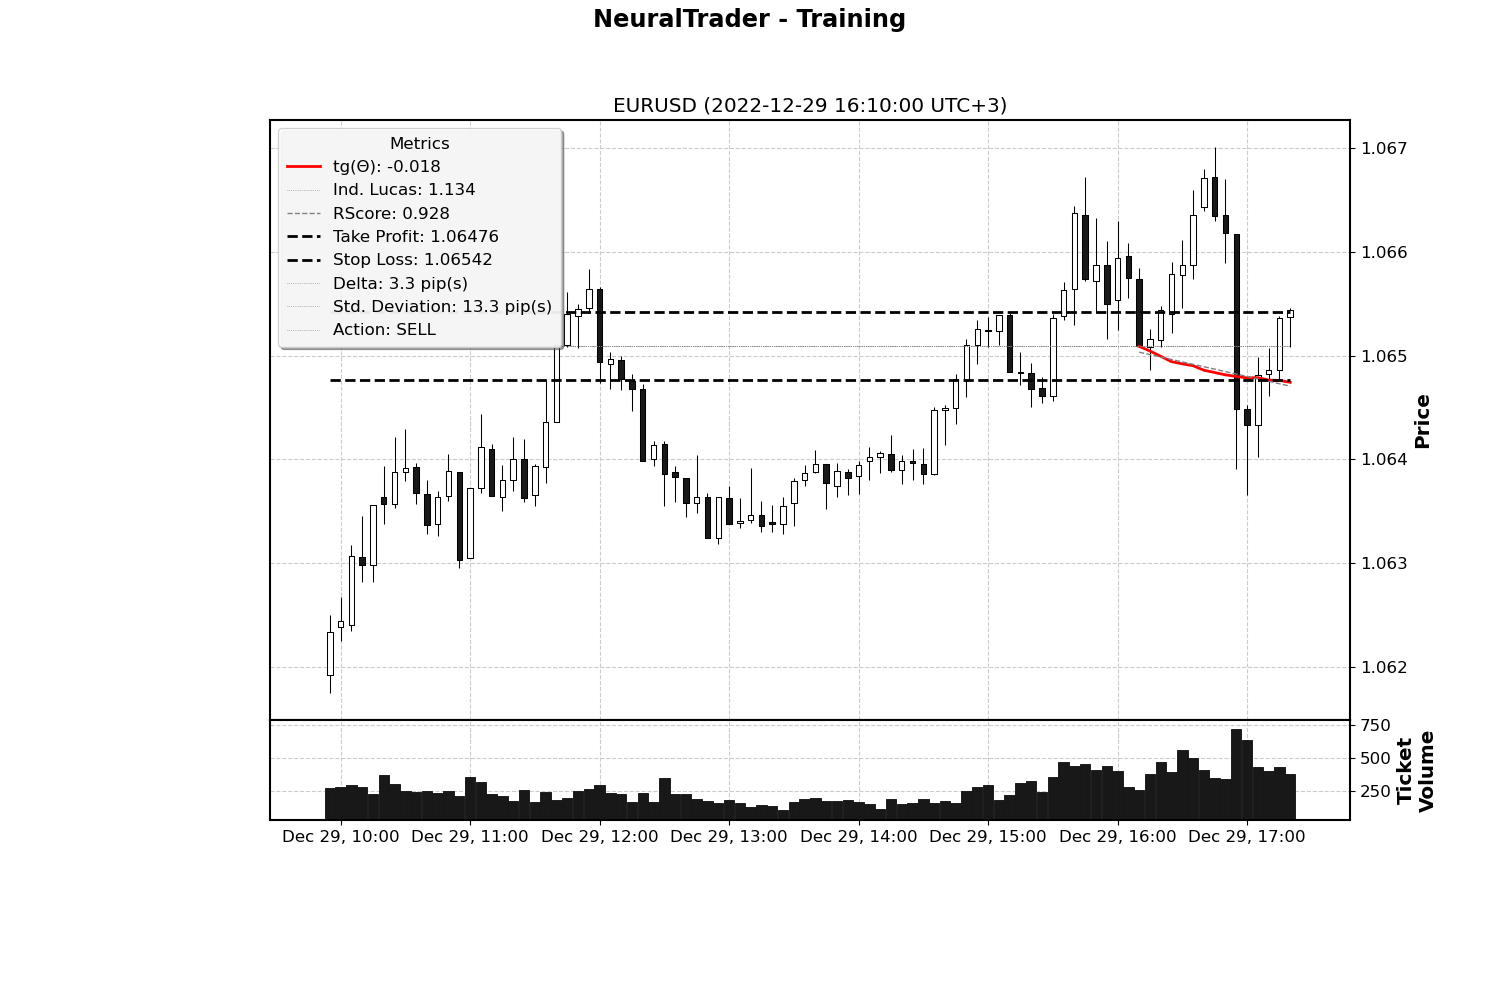 NeuralTrader - Training
EURUSD (2022-12-29 16:10:00 UTC+3)
Metrics
tg(Θ): -0.018
Ind. Lucas: 1.134
RScore: 0.928
Take Profit: 1.06476
Stop Loss: 1.06542
Delta: 3.3 pip(s)
Std. Deviation: 13.3 pip(s)
Action: SELL
1.067
1.066
1.065
1.064
1.063
1.062
Price
750
500
250
Ticket
Volume
Dec 29, 10:00
Dec 29, 11:00
Dec 29, 12:00
Dec 29, 13:00
Dec 29, 14:00
Dec 29, 15:00
Dec 29, 16:00
Dec 29, 17:00